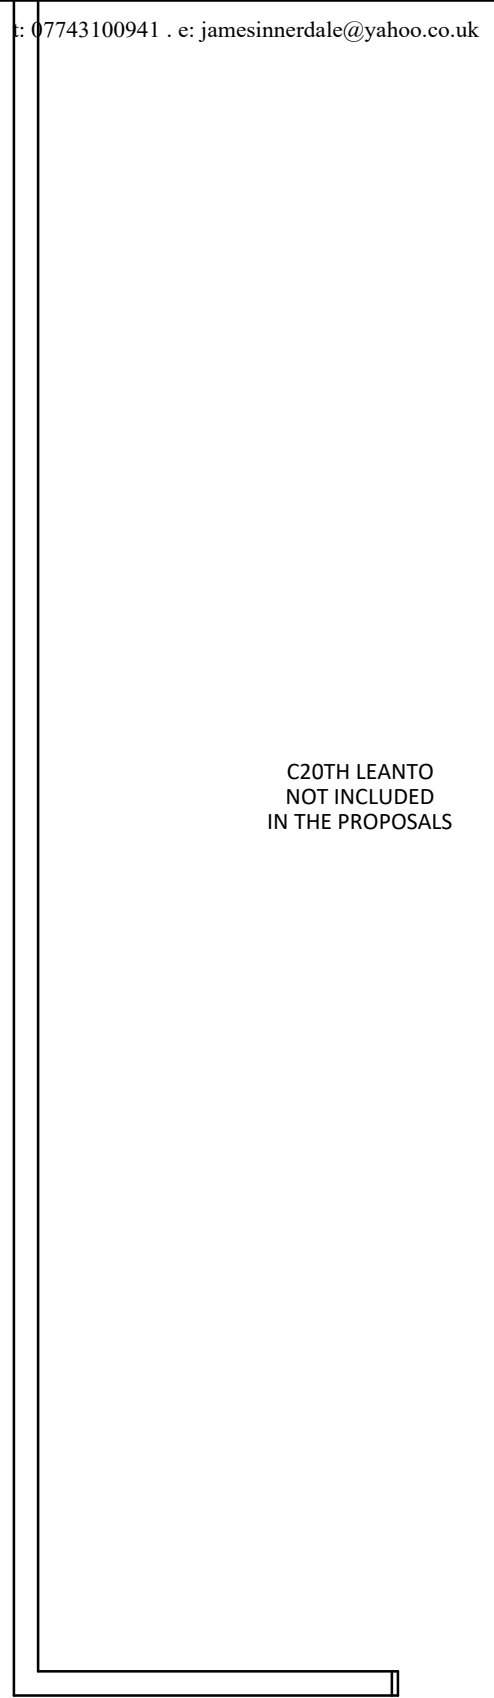 t: 07743100941 . e: jamesinnerdale@yahoo.co.uk
C20TH LEANTO
NOT INCLUDED
IN THE PROPOSALS